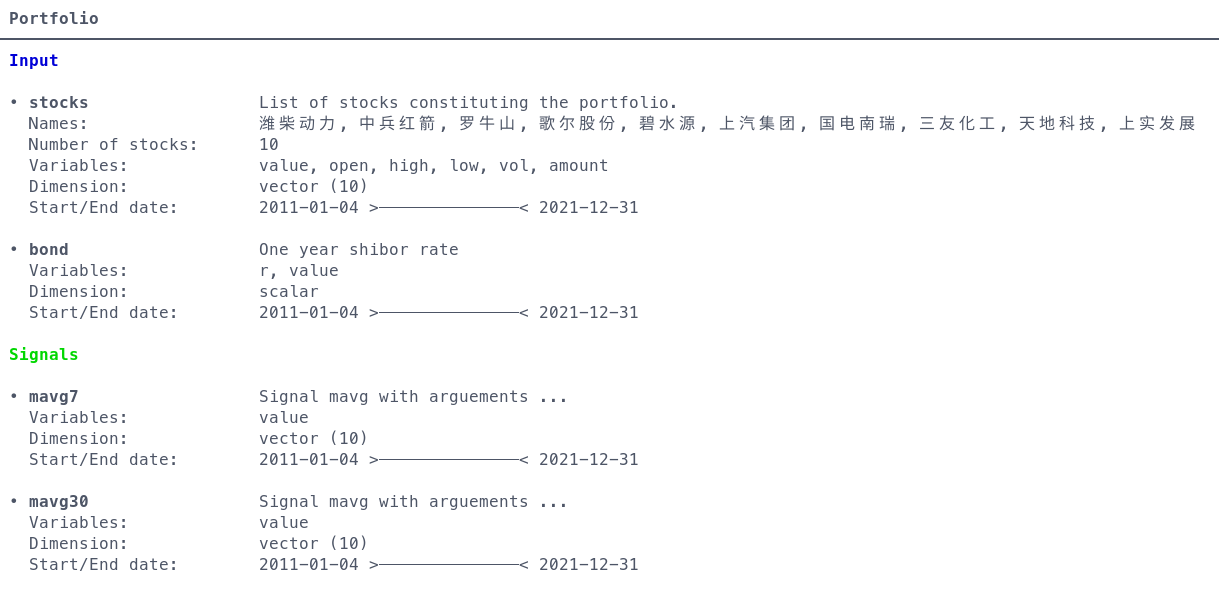 Portfolio
Input
• stocks List of stocks constituting the portfolio.
Names: 潍柴动力, 中兵红箭, 罗牛山, 歌尔股份, 碧水源, 上汽集团, 国电南瑞, 三友化工, 天地科技, 上实发展
Number of stocks: 10
Variables: value, open, high, low, vol, amount
Dimension: vector (10)
Start/End date: 2011-01-04 >──────────────< 2021-12-31
• bond One year shibor rate
Variables: r, value
Dimension: scalar
Start/End date: 2011-01-04 >──────────────< 2021-12-31
Signals
• mavg7 Signal mavg with arguements ...
Variables: value
Dimension: vector (10)
Start/End date: 2011-01-04 >──────────────< 2021-12-31
• mavg30 Signal mavg with arguements ...
Variables: value
Dimension: vector (10)
Start/End date: 2011-01-04 >──────────────< 2021-12-31